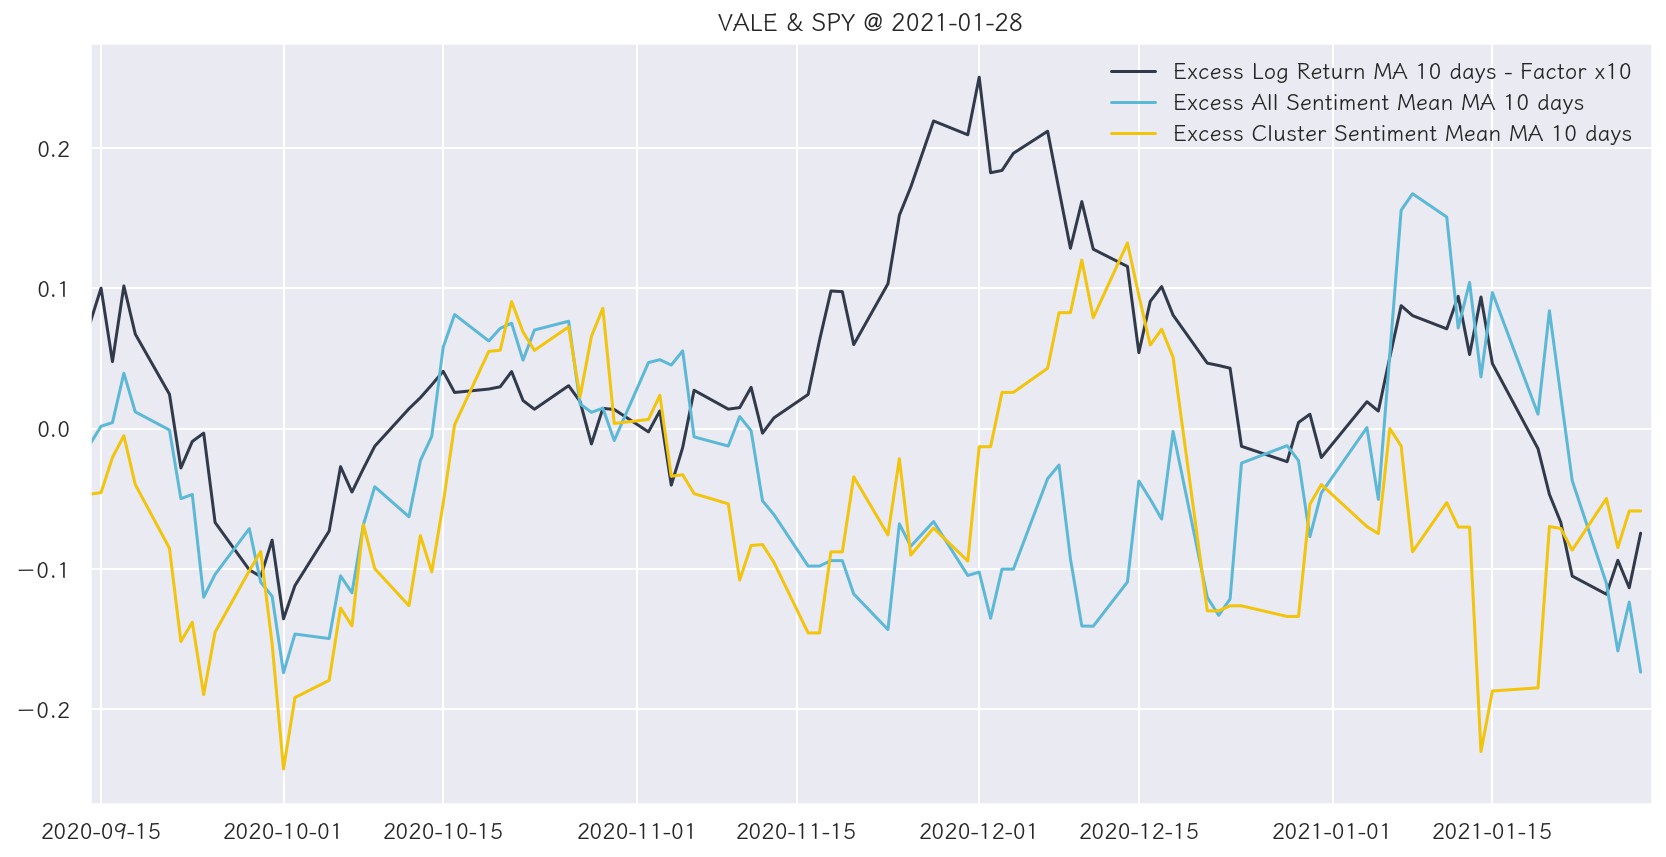 VALE & SPY @ 2021-01-28
Excess Log Return MA 10 days - Factor x10
Excess All Sentiment Mean MA 10 days
Excess Cluster Sentiment Mean MA 10 days
0.2
0.1
0.0
−0.1
−0.2
2020-09-15 2020-10-01 2020-10-15 2020-11-01 2020-11-15 2020-12-01 2020-12-15 2021-01-01 2021-01-15